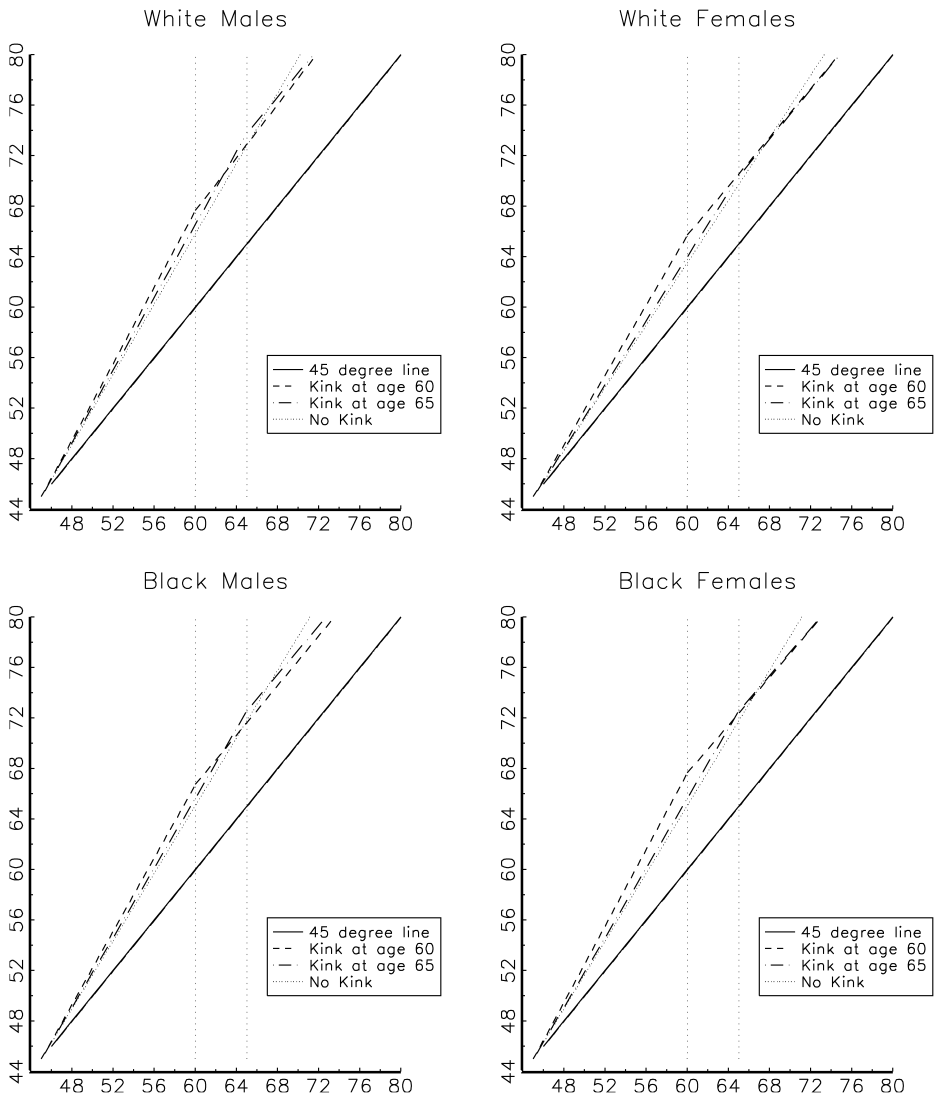 White Males
80
76
72
68
64
60
56
52
48
44
48 52 56 60 64 68 72 76 80
45 degree line
Kink at age 60
Kink at age 65
No Kink
White Females
80
76
72
68
64
60
56
52
48
44
48 52 56 60 64 68 72 76 80
45 degree line
Kink at age 60
Kink at age 65
No Kink
Black Males
80
76
72
68
64
60
56
52
48
44
48 52 56 60 64 68 72 76 80
45 degree line
Kink at age 60
Kink at age 65
No Kink
Black Females
80
76
72
68
64
60
56
52
48
44
48 52 56 60 64 68 72 76 80
45 degree line
Kink at age 60
Kink at age 65
No Kink